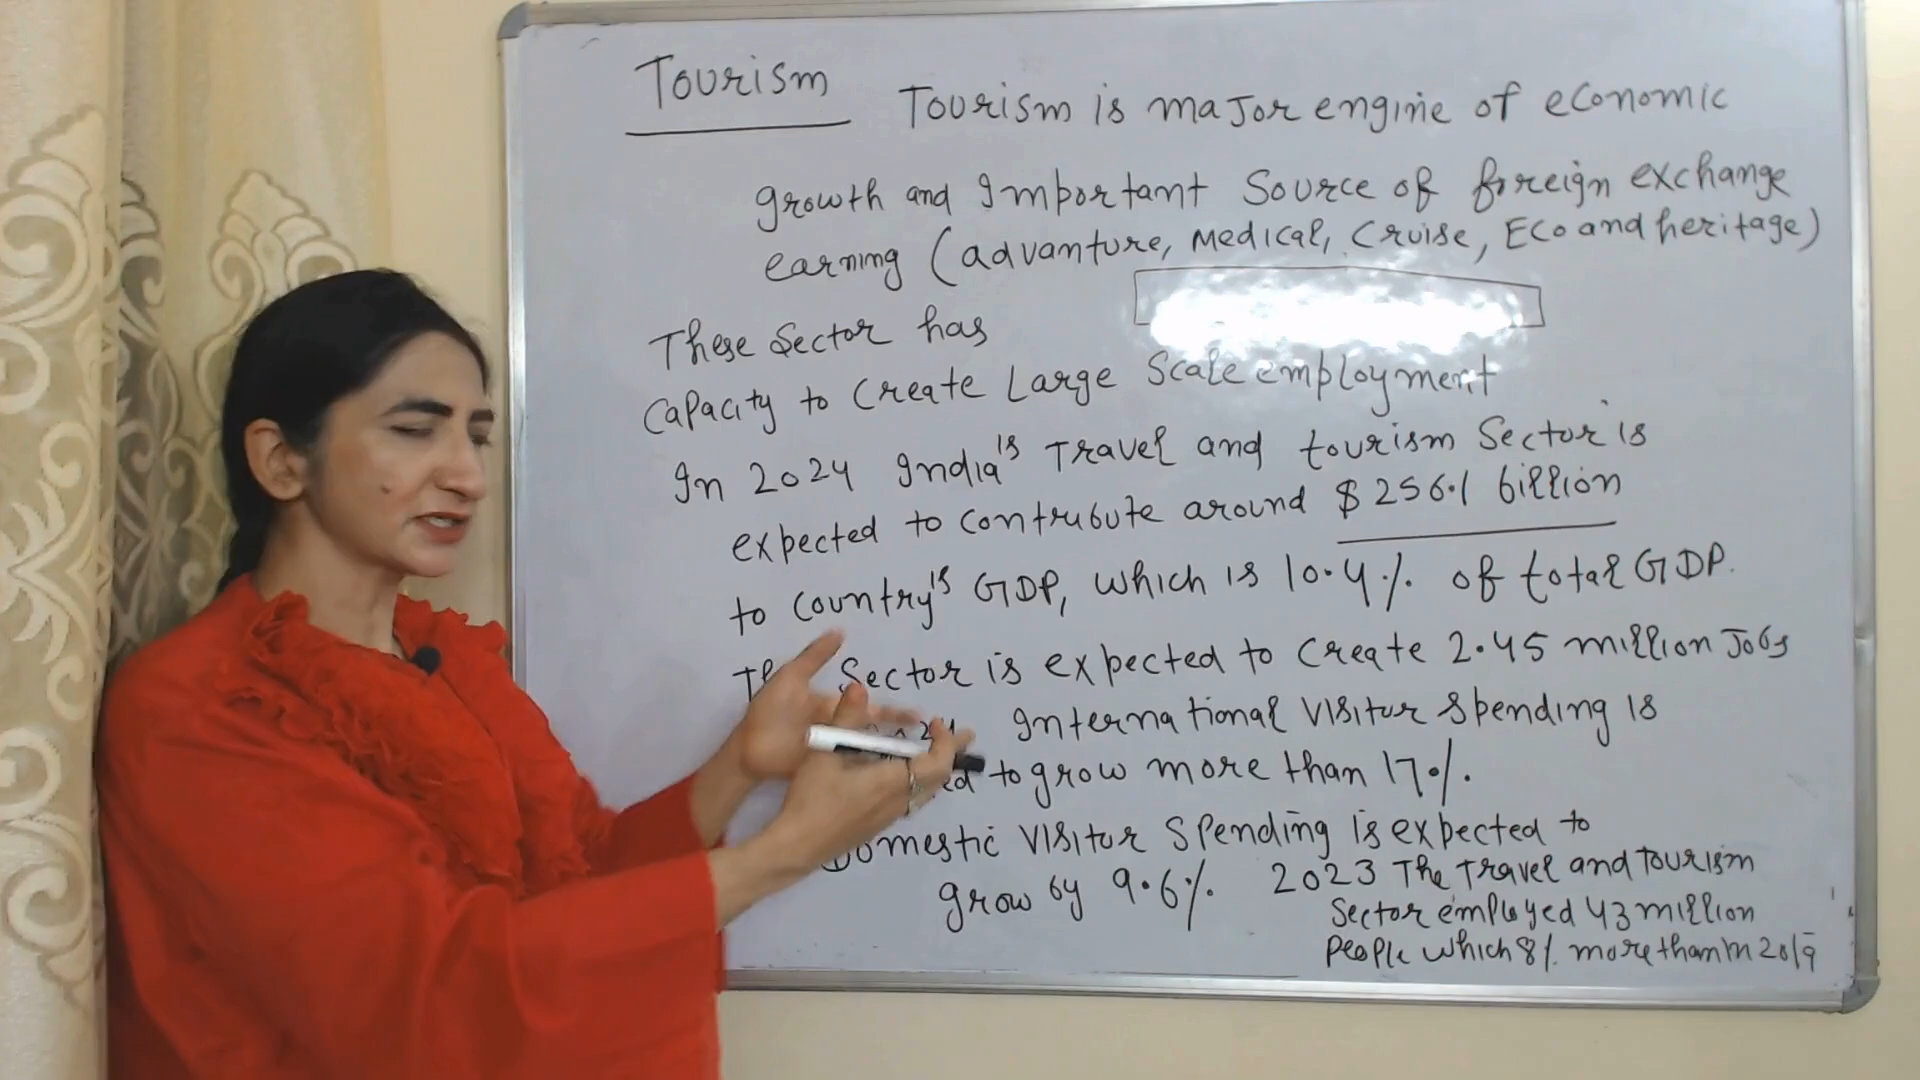 Tourism
Tourism is major engine of economic
growth and Important Source of foreign exchange
earning (advanture, Medical, Cruise, Eco and heritage)
These Sector has
Capacity to Create Large Scale employment
In 2024 India's Travel and tourism Sector is
expected to contribute around $256.1 billion
to Country's GDP, which is 10.4% of total GDP.
Sector is expected to Create 2.45 million Jobs
International Visitor Spending is
to grow more than 17%.
Domestic Visitor Spending is expected to
grow by 9.6%.
2023 The Travel and Tourism
Sector employed 43 million
People which 8% more than in 2019